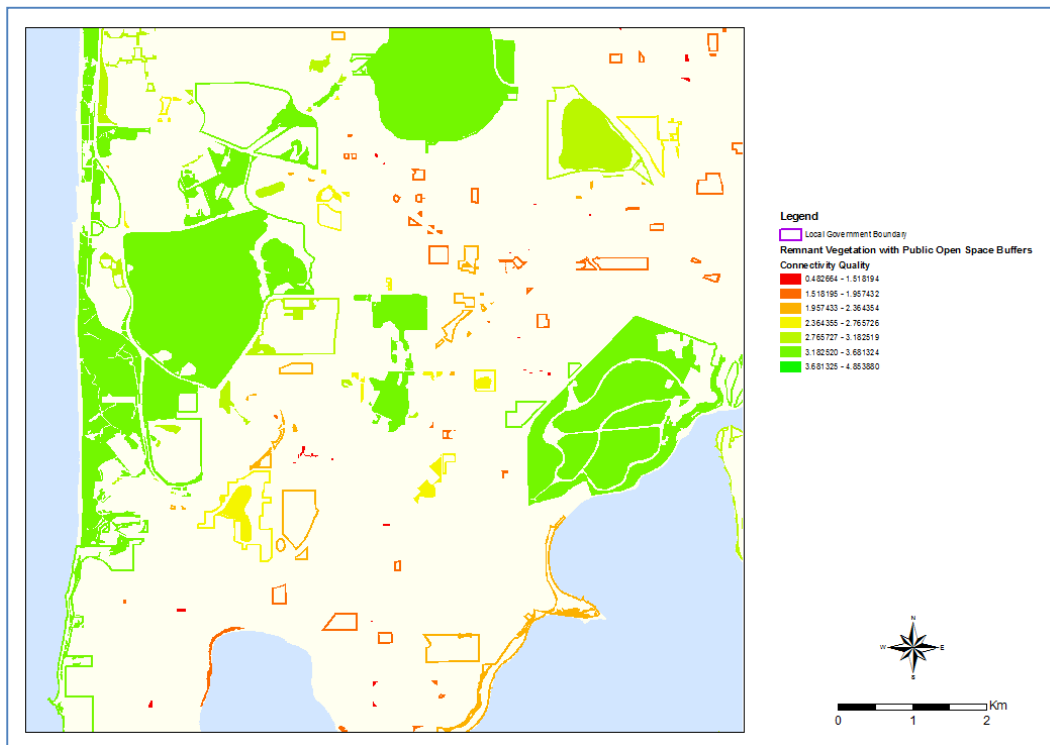 Legend
Local Government Boundary
Remnant Vegetation with Public Open Space Buffers
Connectivity Quality
0.482664 - 1.518194
1.518195 - 1.957432
1.957433 - 2.364354
2.364355 - 2.765726
2.765727 - 3.182519
3.182520 - 3.681324
3.681325 - 4.853880
N
W E
S
Km
0 1 2